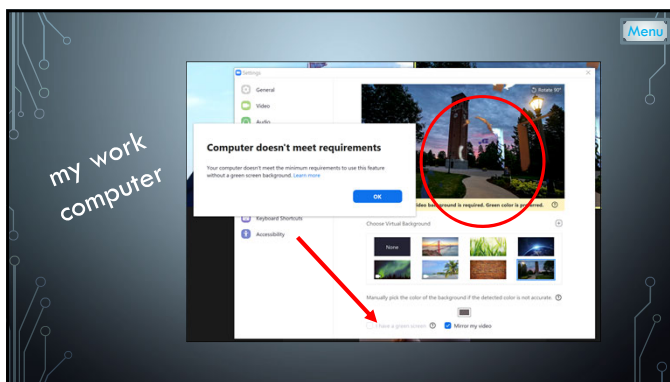 Menu
my work
computer
Settings
General
Video
Audio
Rotate 90°
Computer doesn't meet requirements
Your computer doesn't meet the minimum requirements to use this feature
without a green screen background. Learn more
OK
ideo background is required. Green color is preferred.
Keyboard Shortcuts
Accessibility
Choose Virtual Background
None
Manually pick the color of the background if the detected color is not accurate.
I have a green screen
Mirror my video